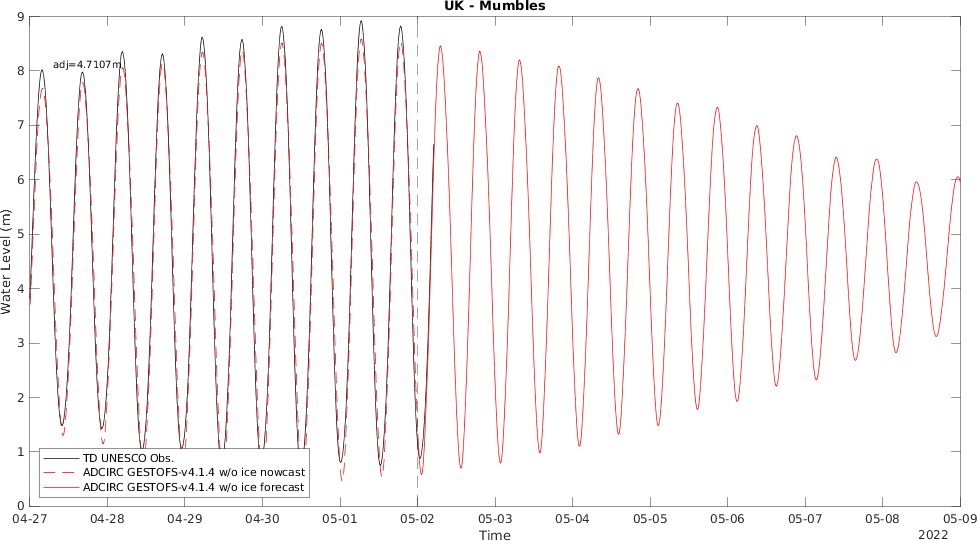 UK - Mumbles
9
8
7
6
5
4
3
2
1
0
Water Level (m)
adj=4.7107m
TD UNESCO Obs.
ADCIRC GESTOFS-v4.1.4 w/o ice nowcast
ADCIRC GESTOFS-v4.1.4 w/o ice forecast
04-27 04-28 04-29 04-30 05-01 05-02 05-03 05-04 05-05 05-06 05-07 05-08 05-09
Time
2022